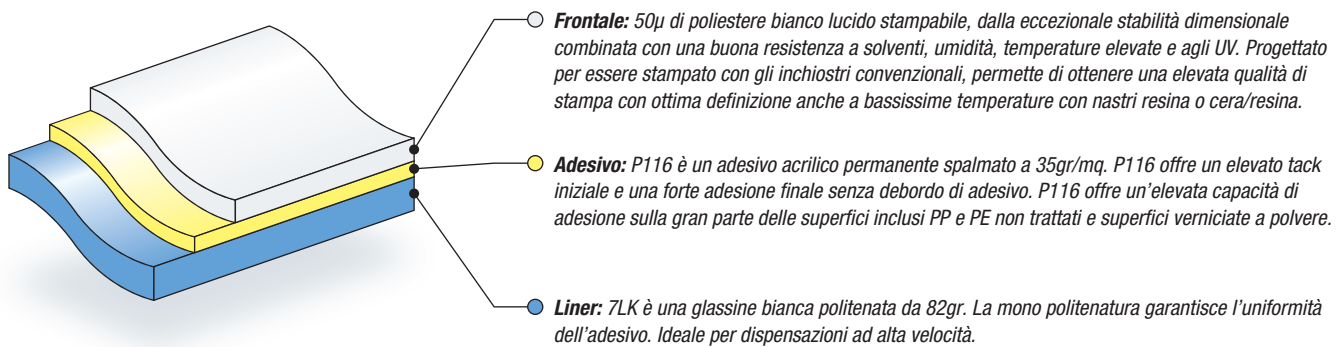 Frontale: 50µ di poliestere bianco lucido stampabile, dalla eccezionale stabilità dimensionale
combinata con una buona resistenza a solventi, umidità, temperature elevate e agli UV. Progettato
per essere stampato con gli inchiostri convenzionali, permette di ottenere una elevata qualità di
stampa con ottima definizione anche a bassissime temperature con nastri resina o cera/resina.
Adesivo: P116 è un adesivo acrilico permanente spalmato a 35gr/mq. P116 offre un elevato tack
iniziale e una forte adesione finale senza debordo di adesivo. P116 offre un’elevata capacità di
adesione sulla gran parte delle superfici inclusi PP e PE non trattati e superfici verniciate a polvere.
Liner: 7LK è una glassine bianca politenata da 82gr. La mono politenatura garantisce l’uniformità
dell’adesivo. Ideale per dispensazioni ad alta velocità.